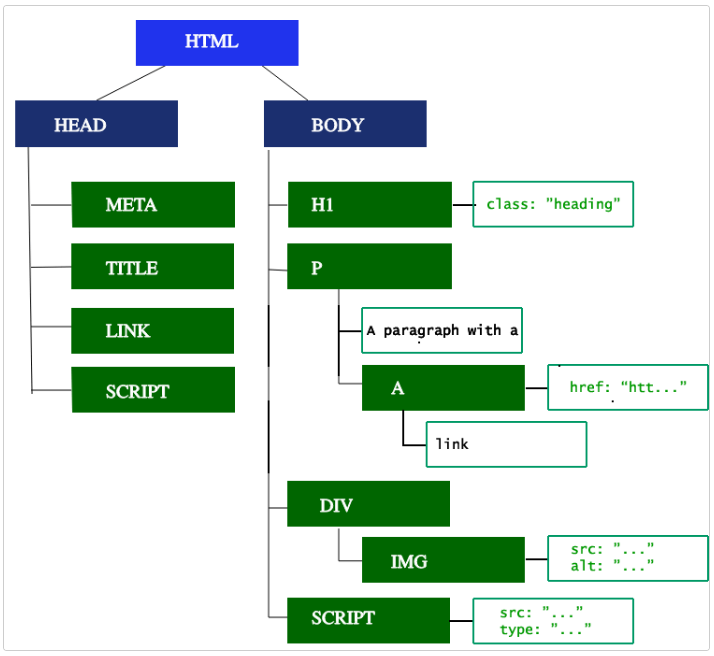 HTML
HEAD
BODY
META
H1
class: "heading"
TITLE
P
LINK
A paragraph with a
SCRIPT
A
href: "htt..."
link
DIV
IMG
src: "..."
alt: "..."
SCRIPT
src: "..."
type: "..."